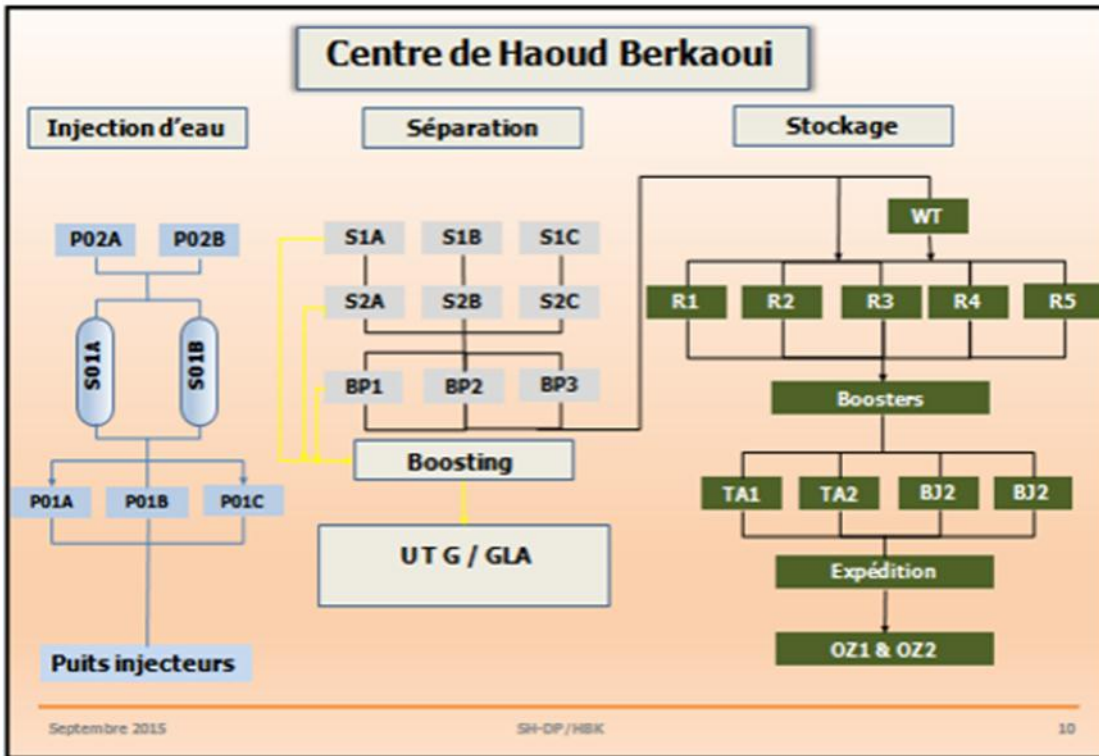 Centre de Haoud Berkaoui
Injection d'eau
Séparation
Stockage
P02A
P02B
S01A
S01B
P01A
P01B
P01C
Puits injecteurs
S1A
S1B
S1C
S2A
S2B
S2C
BP1
BP2
BP3
Boosting
U T G / GLA
WT
R1
R2
R3
R4
R5
Boosters
TA1
TA2
BJ2
BJ2
Expédition
OZ1 & OZ2
Septembre 2015
SH-DP/HBK
10